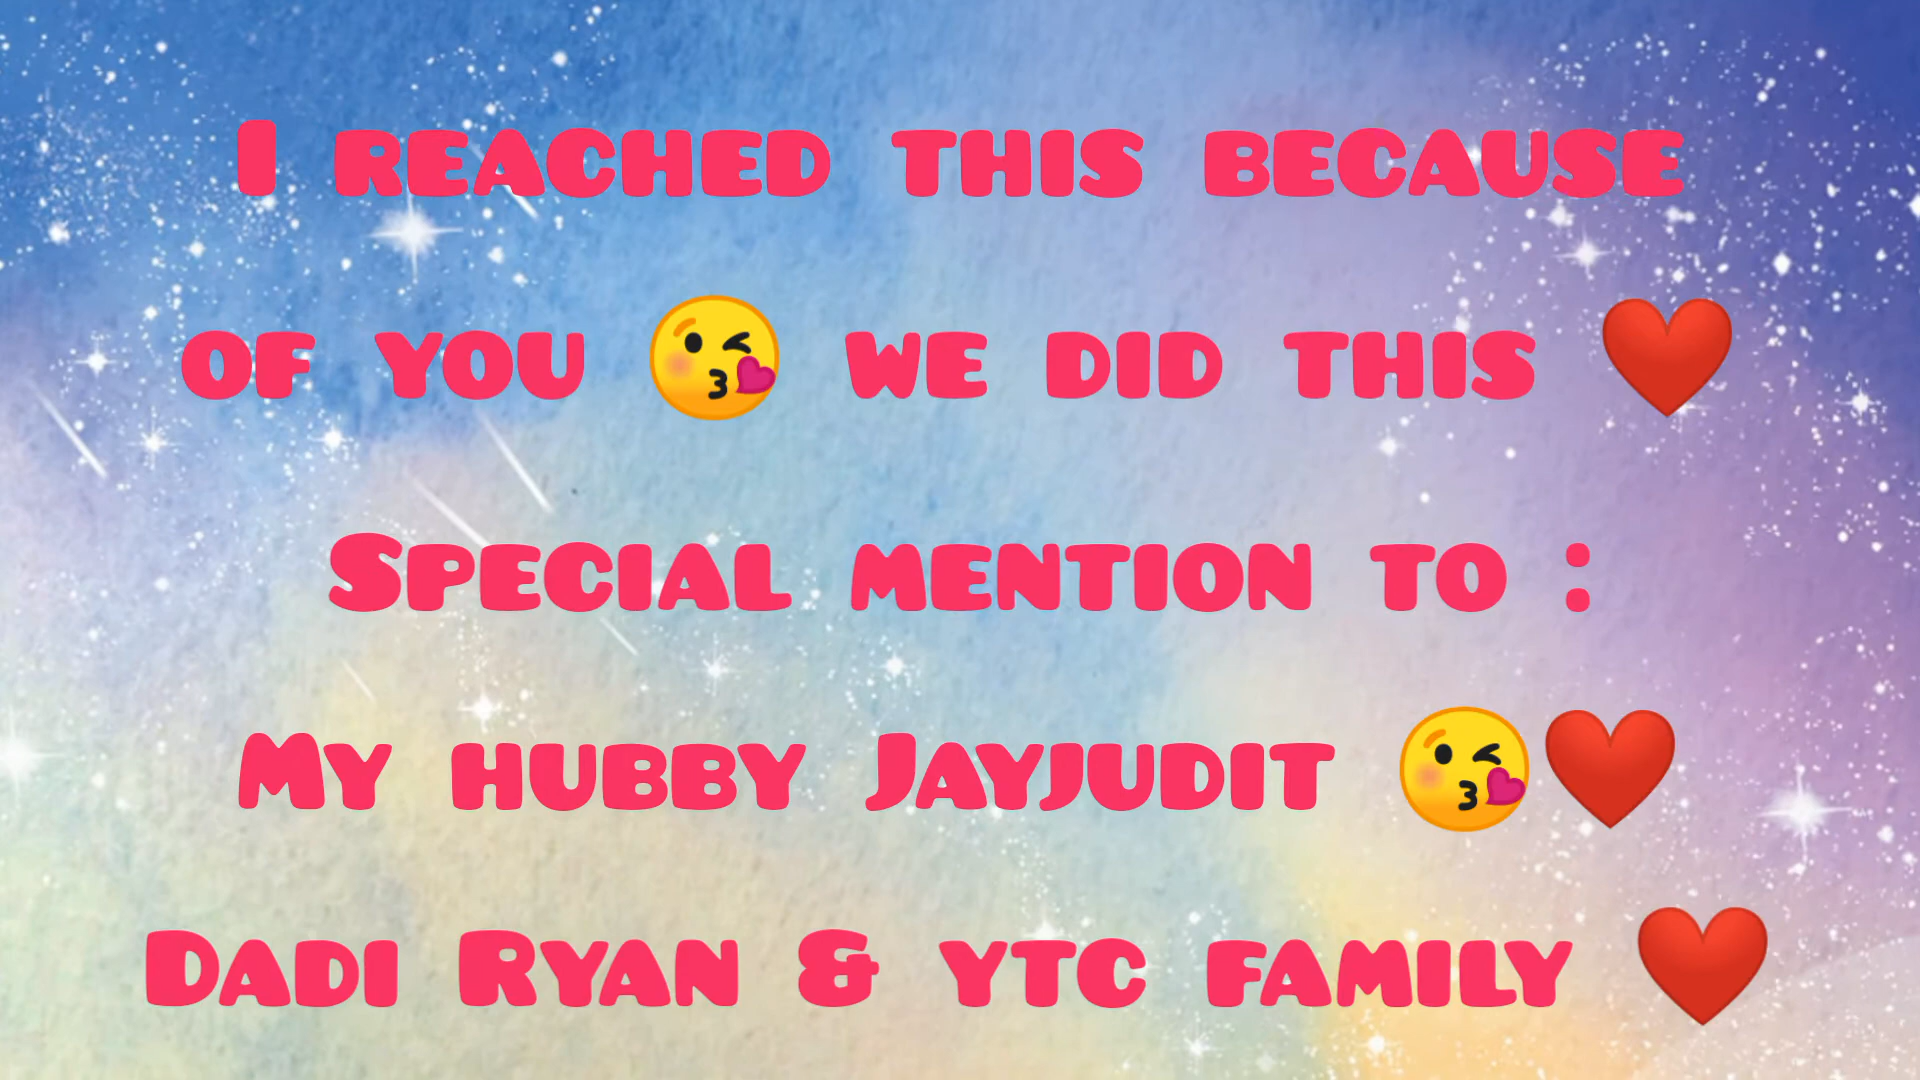 I reached this because
of you 😘 we did this ❤️
Special mention to :
My hubby Jayjudit 😘❤️
Dadi Ryan & ytc family ❤️